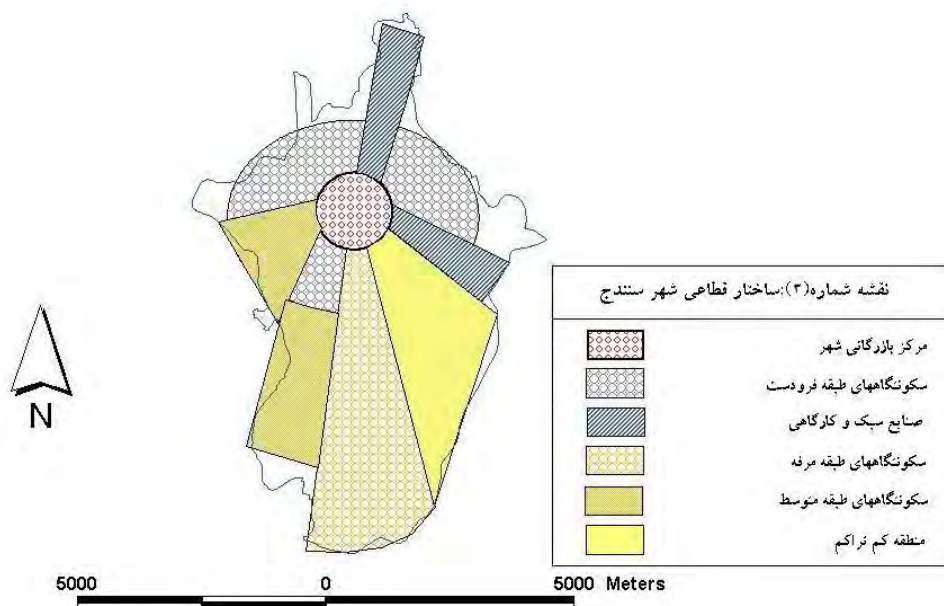 نقشه شماره(۳):ساختار قطاعی شهر سنندج
مرکز بازرگانی شهر
سکونتگاههای طبقه فرودست
صنایع سبک و کارگاهی
سکونتگاههای طبقه مرفه
سکونتگاههای طبقه متوسط
منطقه کم تراکم
N
5000 0 5000 Meters